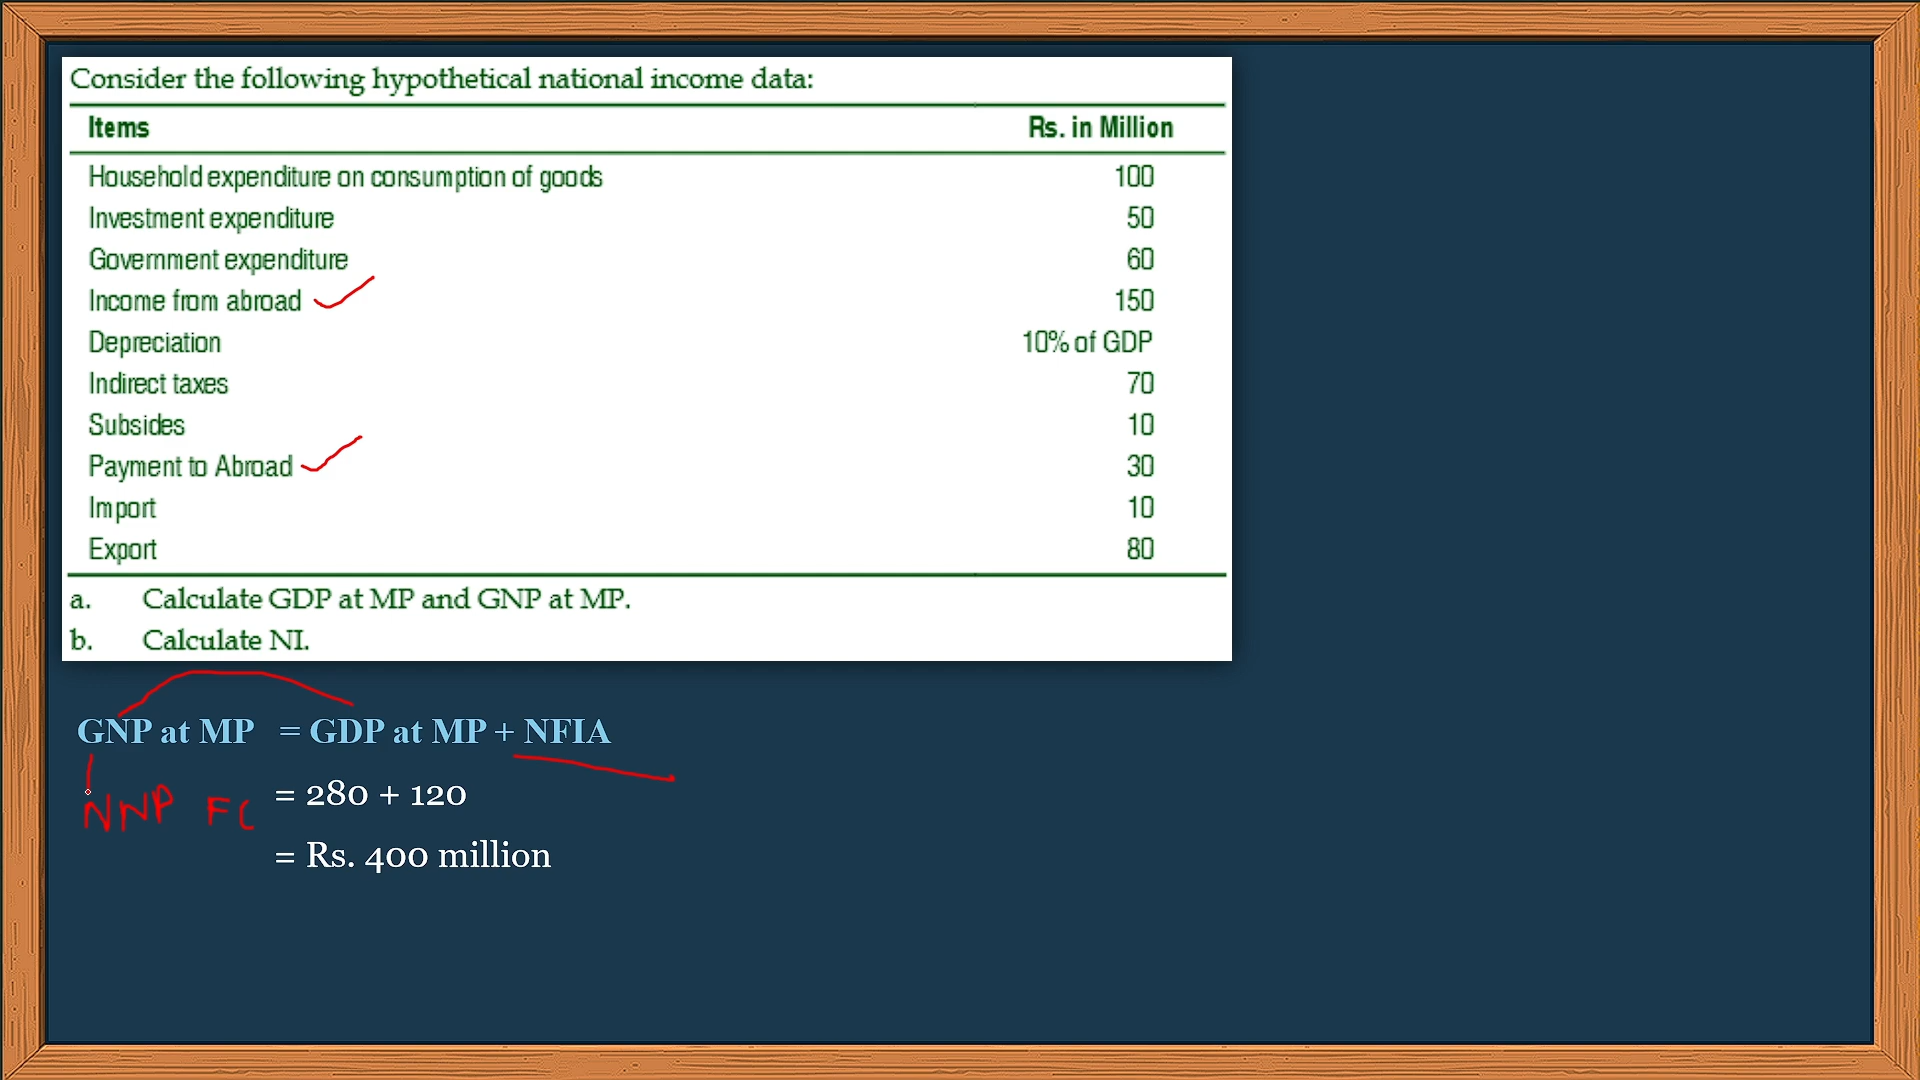 Consider the following hypothetical national income data:
Items Rs. in Million
Household expenditure on consumption of goods 100
Investment expenditure 50
Government expenditure 60
Income from abroad 150
Depreciation 10% of GDP
Indirect taxes 70
Subsides 10
Payment to Abroad 30
Import 10
Export 80
a. Calculate GDP at MP and GNP at MP.
b. Calculate NI.
GNP at MP = GDP at MP + NFIA
= 280 + 120
NNP FC
= Rs. 400 million